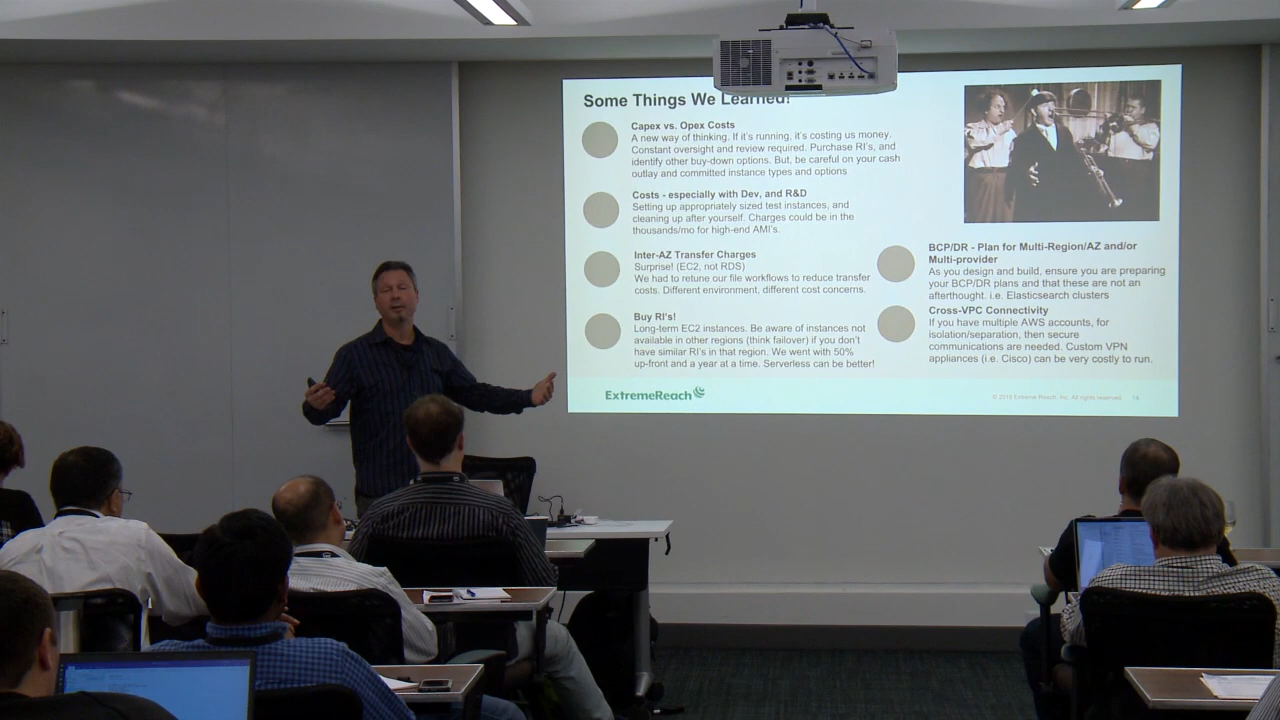 Some Things We Learned!
Capex vs. Opex Costs
A new way of thinking. If it's running, it's costing us money.
Constant oversight and review required. Purchase RI's, and
identify other buy-down options. But, be careful on your cash
outlay and committed instance types and options
Costs - especially with Dev, and R&D
Setting up appropriately sized test instances, and
cleaning up after yourself. Charges could be in the
thousands/mo for high-end AMI's.
Inter-AZ Transfer Charges
Surprise! (EC2, not RDS)
We had to retune our file workflows to reduce transfer
costs. Different environment, different cost concerns.
Buy RI's!
Long-term EC2 instances. Be aware of instances not
available in other regions (think failover) if you don't
have similar RI's in that region. We went with 50%
up-front and a year at a time. Serverless can be better!
BCP/DR - Plan for Multi-Region/AZ and/or
Multi-provider
As you design and build, ensure you are preparing
your BCP/DR plans and that these are not an
afterthought. i.e. Elasticsearch clusters
Cross-VPC Connectivity
If you have multiple AWS accounts, for
isolation/separation, then secure
communications are needed. Custom VPN
appliances (i.e. Cisco) can be very costly to run.
ExtremeReach
Extreme Reach, Inc. All rights reserved.